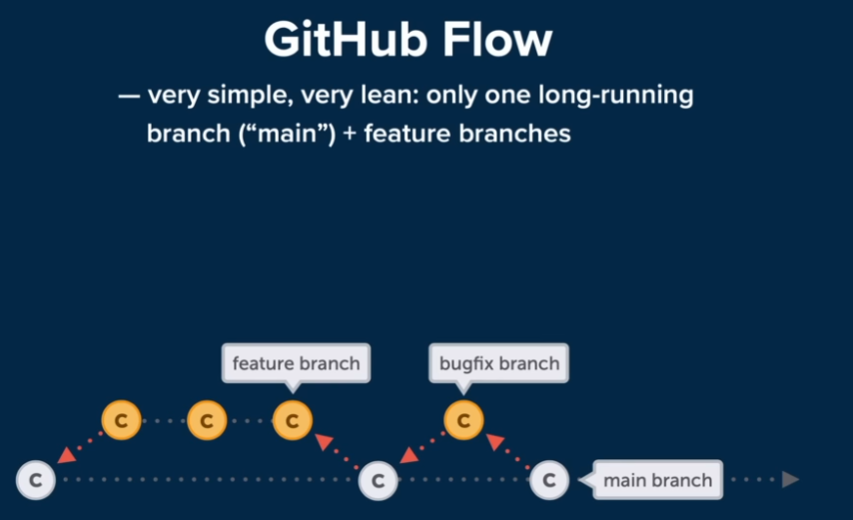 GitHub Flow
— very simple, very lean: only one long-running
branch (“main”) + feature branches
feature branch
bugfix branch
C
C
C
C
C
C
C
main branch